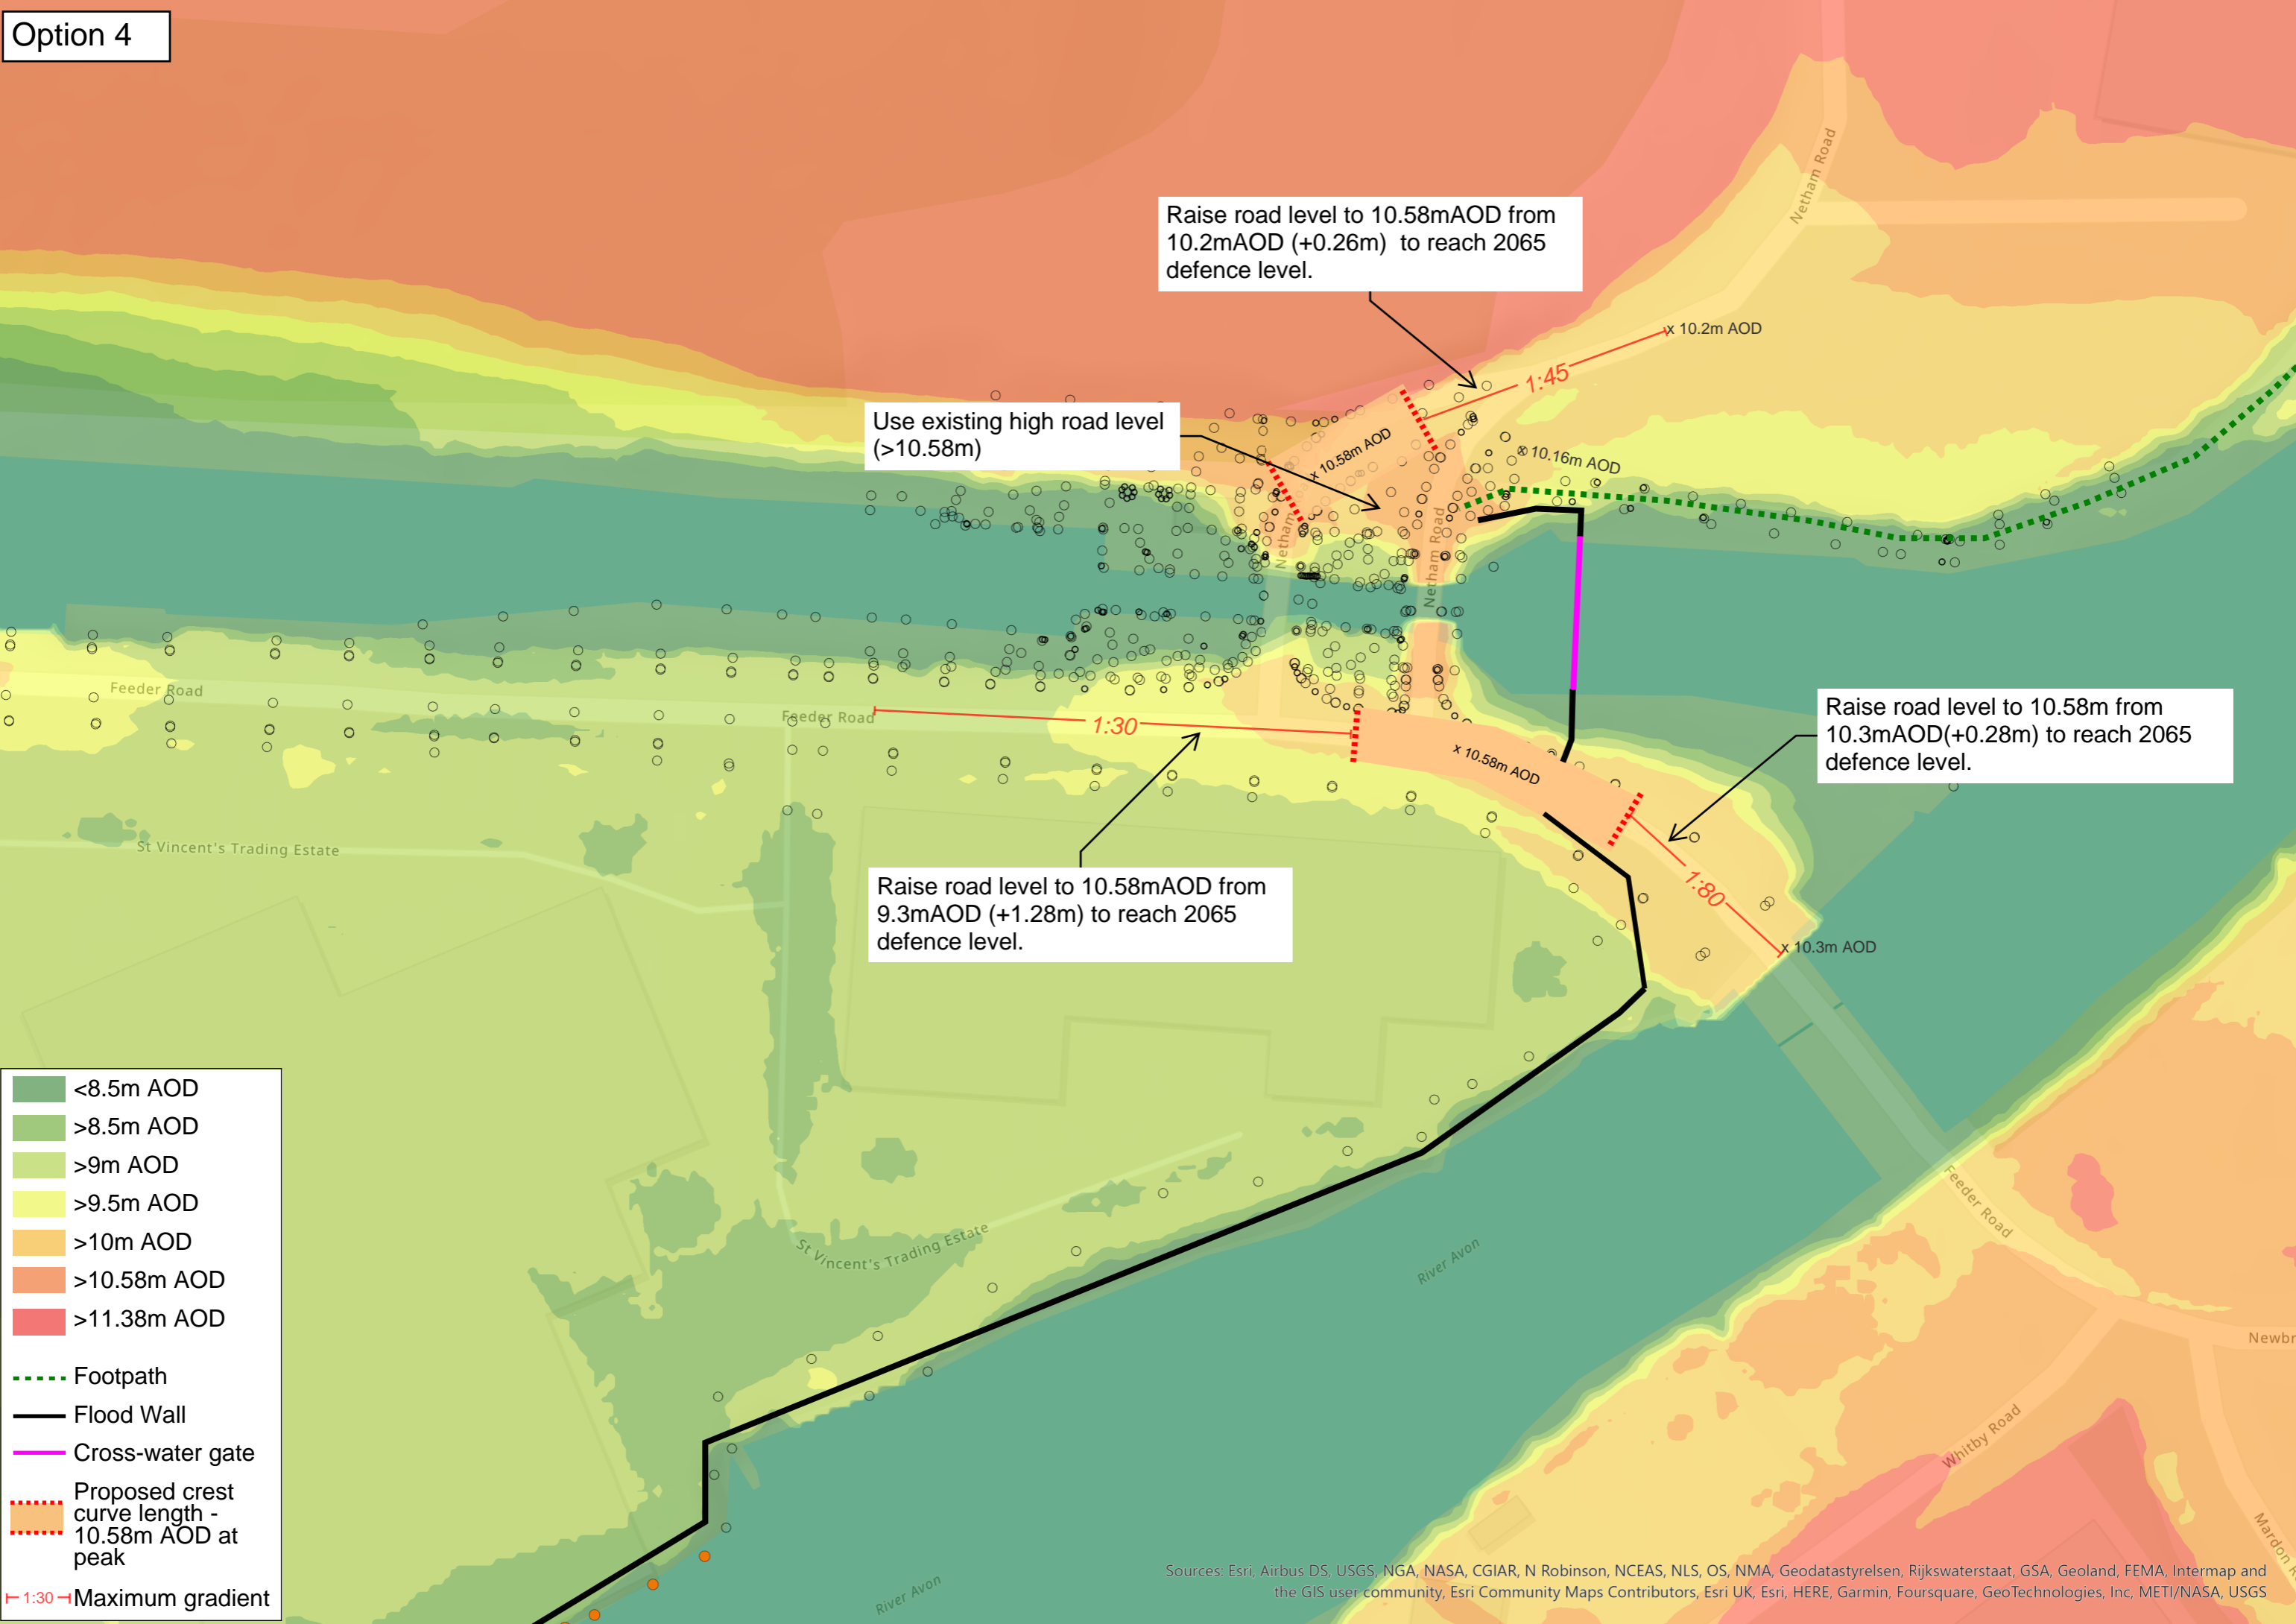 Option 4
Netham Road
Raise road level to 10.58mAOD from
10.2mAOD (+0.26m)  to reach 2065
defence level.
x 10.2m AOD
1:45
Use existing high road level
(>10.58m)
x 10.58m AOD
x 10.16m AOD
Netham
Netham Road
Feeder Road
Feeder Road
1:30
x 10.58m AOD
Raise road level to 10.58m from
10.3mAOD(+0.28m) to reach 2065
defence level.
St Vincent's Trading Estate
Raise road level to 10.58mAOD from
9.3mAOD (+1.28m) to reach 2065
defence level.
1:80
x 10.3m AOD
<8.5m AOD
>8.5m AOD
>9m AOD
>9.5m AOD
>10m AOD
>10.58m AOD
>11.38m AOD
Footpath
Flood Wall
Cross-water gate
Proposed crest
curve length -
10.58m AOD at
peak
1:30 Maximum gradient
St Vincent's Trading Estate
River Avon
River Avon
Feeder Road
Newbr
Whitby Road
Mardon R
Sources: Esri, Airbus DS, USGS, NGA, NASA, CGIAR, N Robinson, NCEAS, NLS, OS, NMA, Geodatastyrelsen, Rijkswaterstaat, GSA, Geoland, FEMA, Intermap and
the GIS user community, Esri Community Maps Contributors, Esri UK, Esri, HERE, Garmin, Foursquare, GeoTechnologies, Inc, METI/NASA, USGS